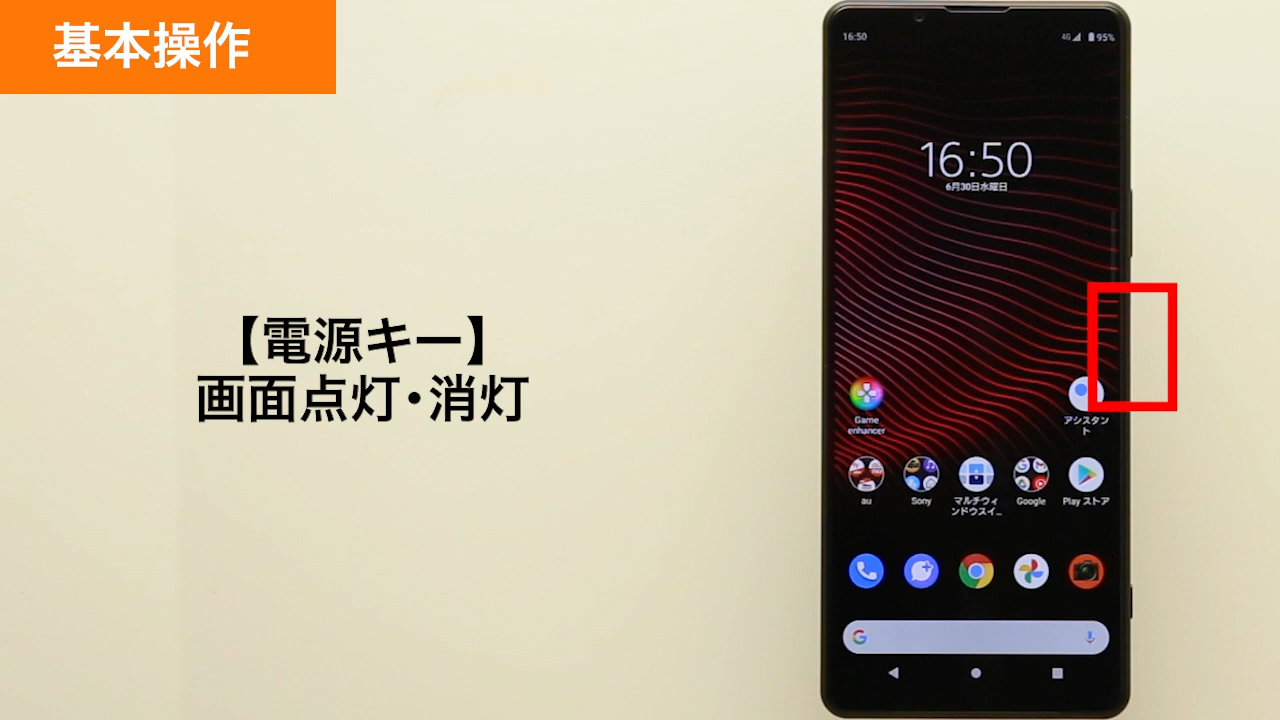 基本操作
【電源キー】
画面点灯・消灯
16:50
4G
95%
16:50
6月30日水曜日
Game
enhancer
アシスタン
ト
au
Sony
マルチウィ
ンドウスイ...
Google
Play ストア